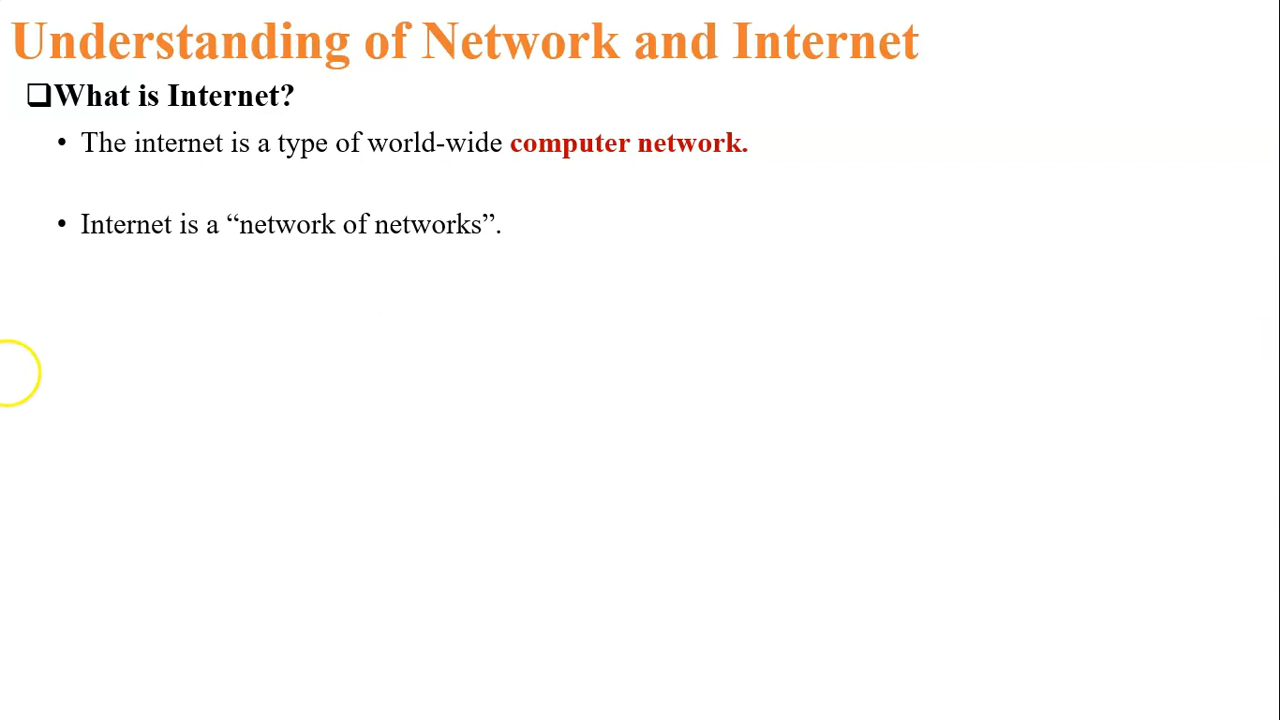 Understanding of Network and Internet
❑What is Internet?
• The internet is a type of world-wide computer network.
• Internet is a “network of networks”.